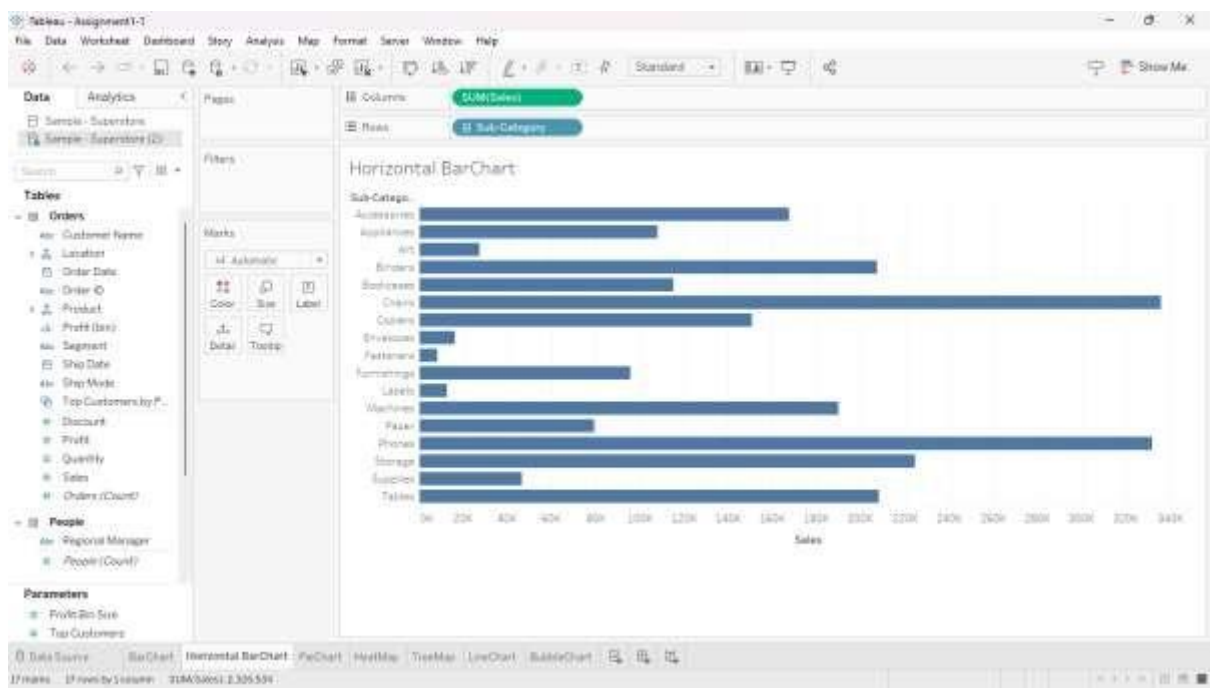 Tableau - Assignment1-1
File Data Worksheet Dashboard Story Analysis Map Format Server Window Help
Standard
Show Me
Data Analytics
Sample - Superstore
Sample - Superstore (2)
Search
Tables
Orders
Abc Customer Name
Location
Order Date
Abc Order ID
Product
Profit (bin)
Abc Segment
Ship Date
Abc Ship Mode
Top Customers by P...
Discount
Profit
Quantity
Sales
Orders (Count)
People
Abc Regional Manager
People (Count)
Parameters
Profit Bin Size
Top Customers
Pages
Filters
Marks
Automatic
Color Size Label
Detail Tooltip
Columns SUM(Sales)
Rows Sub-Category
Horizontal BarChart
Sub-Catego..
Accessories
Appliances
Art
Binders
Bookcases
Chairs
Copiers
Envelopes
Fasteners
Furnishings
Labels
Machines
Paper
Phones
Storage
Supplies
Tables
0K 20K 40K 60K 80K 100K 120K 140K 160K 180K 200K 220K 240K 260K 280K 300K 320K 340K
Sales
Data Source BarChart Horizontal BarChart PieChart HeatMap TreeMap LineChart BubbleChart
17 marks 17 rows by 1 column SUM(Sales): 2,326,534